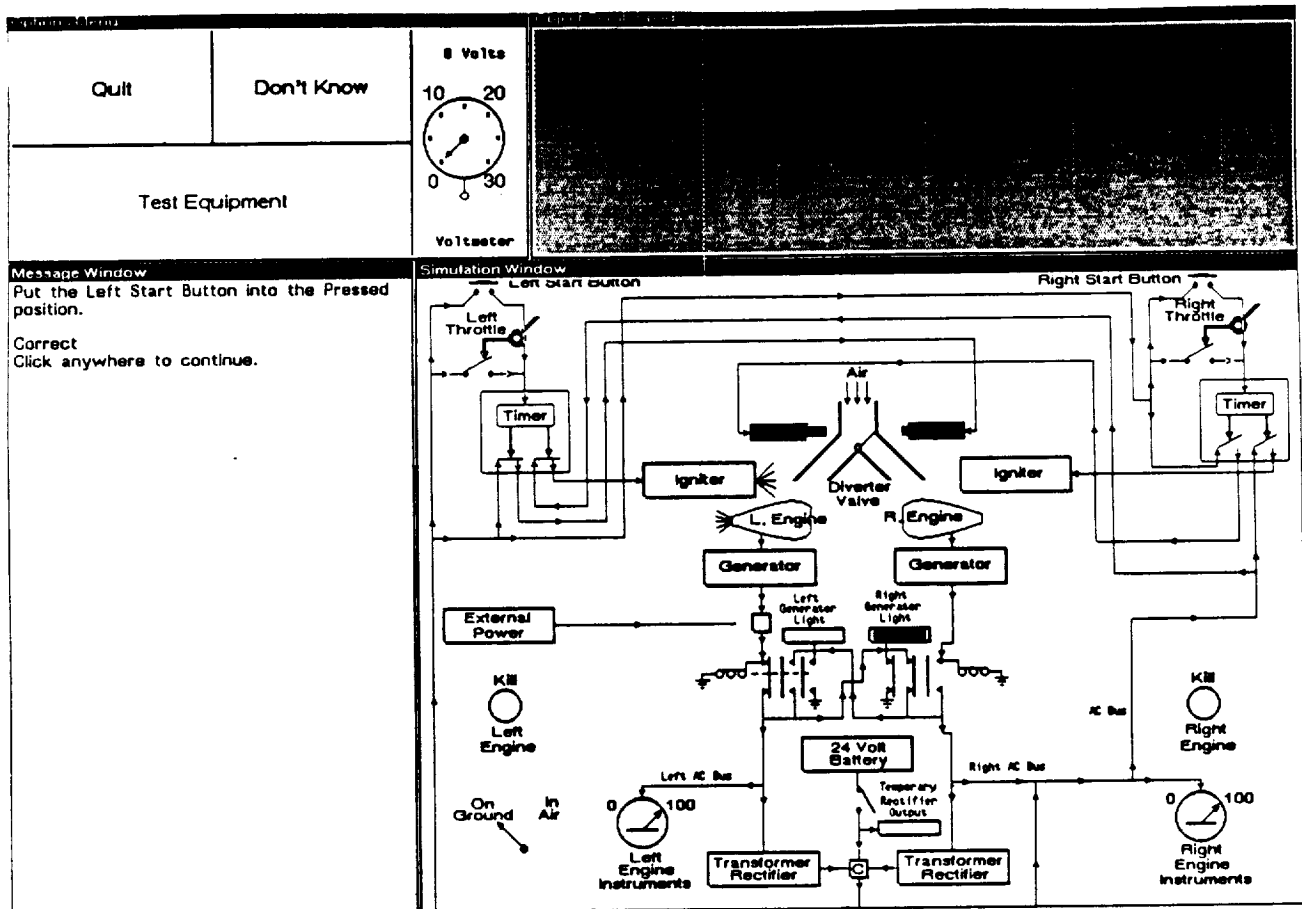 Quit
Don't Know
Test Equipment
0 Volts
10
20
0
30
Voltmeter
Message Window
Put the Left Start Button into the Pressed
position.
Correct
Click anywhere to continue.
Simulation Window
Left Start Button
Right Start Button
Left
Throttle
Right
Throttle
Air
Timer
Timer
Igniter
Igniter
Diverter
Valve
L. Engine
R. Engine
Generator
Generator
External
Power
Left
Generator
Light
Right
Generator
Light
Kill
Left
Engine
Kill
Right
Engine
AC Bus
24 Volt
Battery
Left AC Bus
Right AC Bus
Temporary
Rectifier
Output
On
Ground
In
Air
0
100
Left
Engine
Instruments
0
100
Right
Engine
Instruments
Transformer
Rectifier
C
Transformer
Rectifier